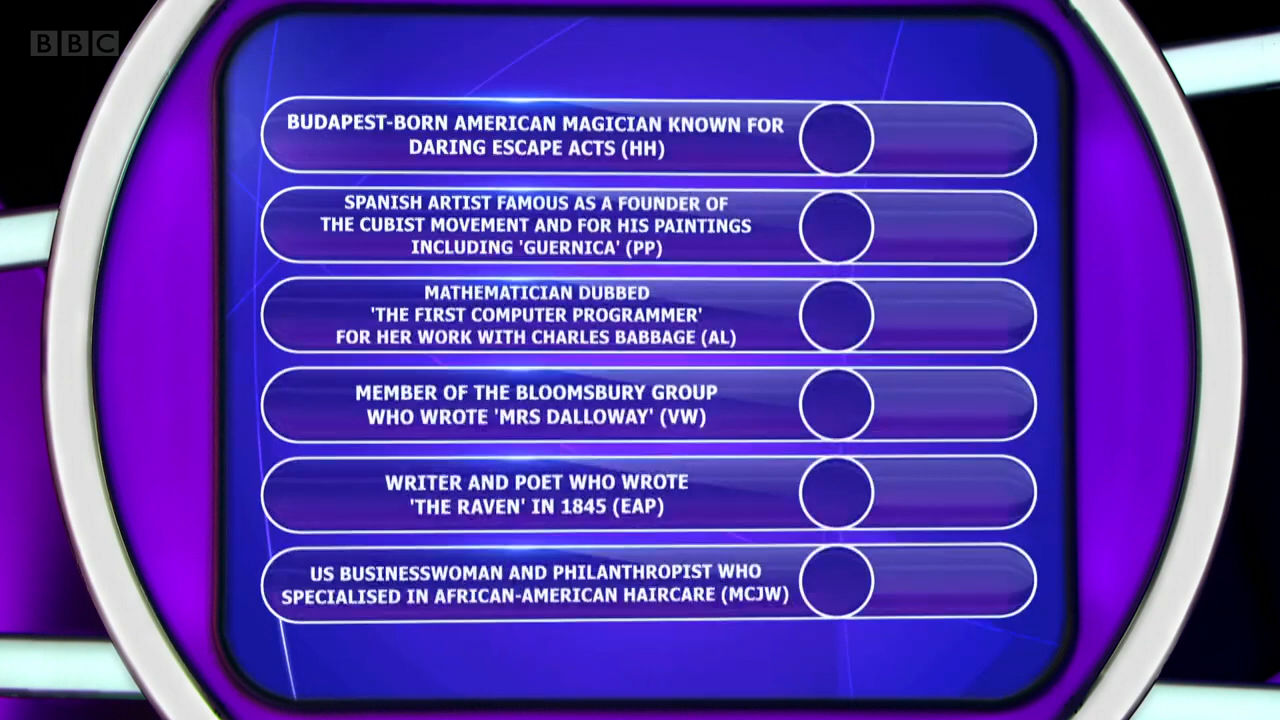 BBC
BUDAPEST-BORN AMERICAN MAGICIAN KNOWN FOR
DARING ESCAPE ACTS (HH)
SPANISH ARTIST FAMOUS AS A FOUNDER OF
THE CUBIST MOVEMENT AND FOR HIS PAINTINGS
INCLUDING 'GUERNICA' (PP)
MATHEMATICIAN DUBBED
'THE FIRST COMPUTER PROGRAMMER'
FOR HER WORK WITH CHARLES BABBAGE (AL)
MEMBER OF THE BLOOMSBURY GROUP
WHO WROTE 'MRS DALLOWAY' (VW)
WRITER AND POET WHO WROTE
'THE RAVEN' IN 1845 (EAP)
US BUSINESSWOMAN AND PHILANTHROPIST WHO
SPECIALISED IN AFRICAN-AMERICAN HAIRCARE (MCJW)